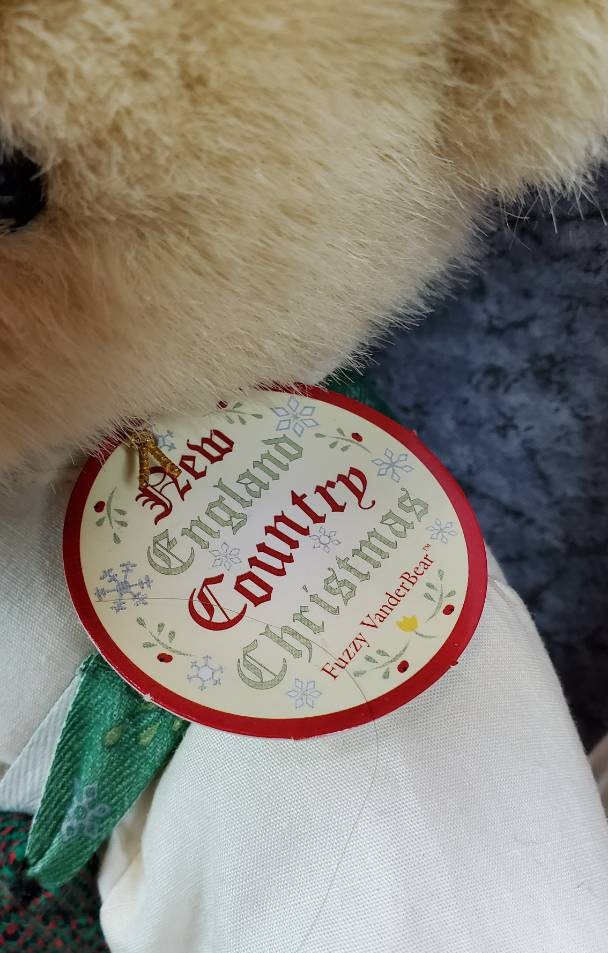 New
England
Country
Christmas
Fuzzy VanderBear™